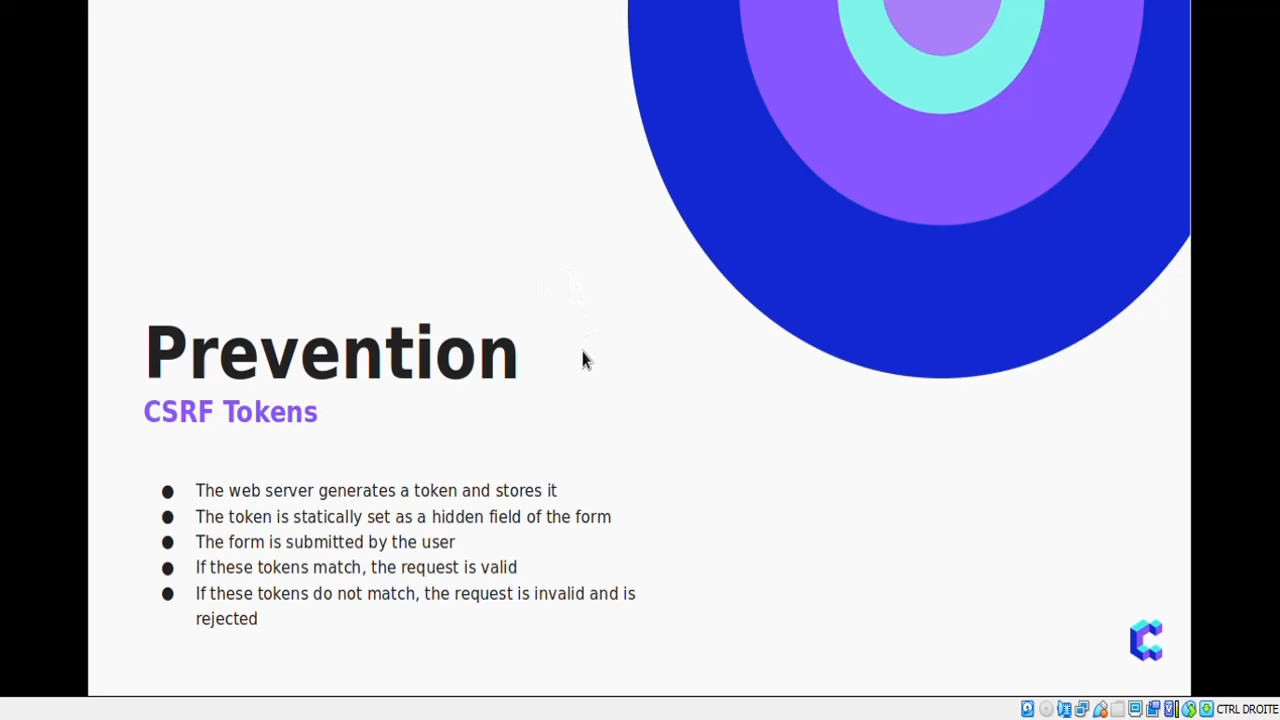 Prevention
CSRF Tokens
● The web server generates a token and stores it
● The token is statically set as a hidden field of the form
● The form is submitted by the user
● If these tokens match, the request is valid
● If these tokens do not match, the request is invalid and is
rejected
CTRL DROITE